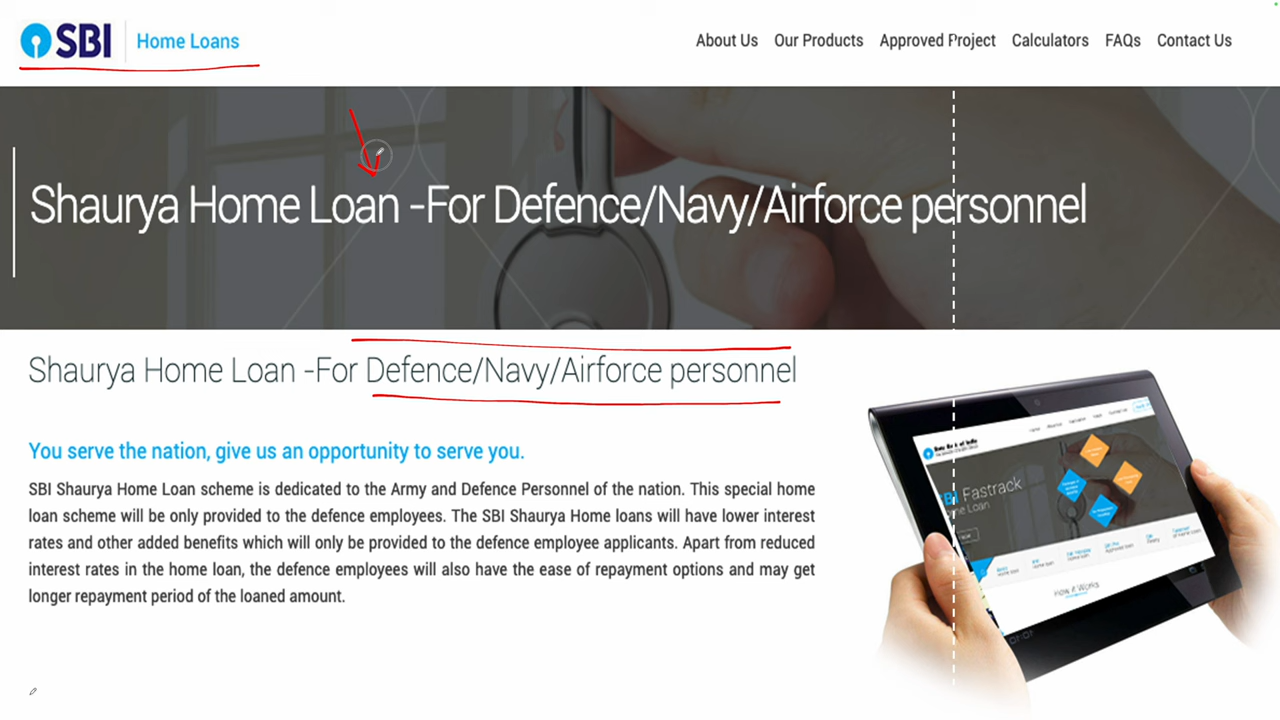 SBI Home Loans
About Us Our Products Approved Project Calculators FAQs Contact Us
Shaurya Home Loan -For Defence/Navy/Airforce personnel
Shaurya Home Loan -For Defence/Navy/Airforce personnel
You serve the nation, give us an opportunity to serve you.
SBI Shaurya Home Loan scheme is dedicated to the Army and Defence Personnel of the nation. This special home
loan scheme will be only provided to the defence employees. The SBI Shaurya Home loans will have lower interest
rates and other added benefits which will only be provided to the defence employee applicants. Apart from reduced
interest rates in the home loan, the defence employees will also have the ease of repayment options and may get
longer repayment period of the loaned amount.
SBI Fastrack
Home Loan
How it Works